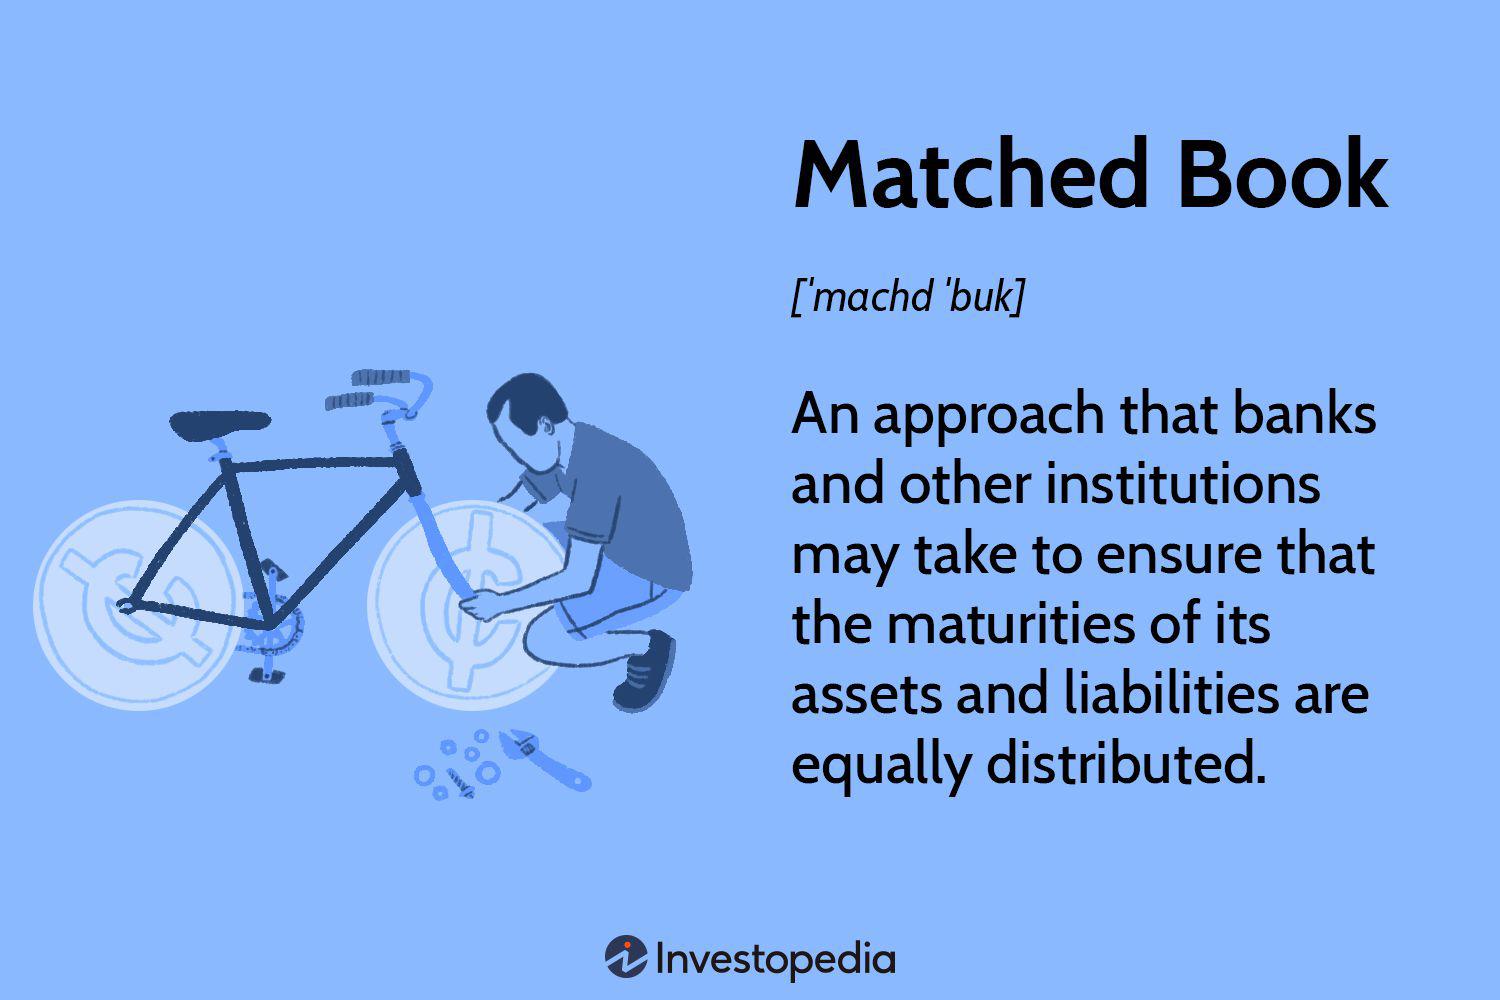 Matched Book
[ˈmachd ˈbuk]
An approach that banks
and other institutions
may take to ensure that
the maturities of its
assets and liabilities are
equally distributed.
Investopedia